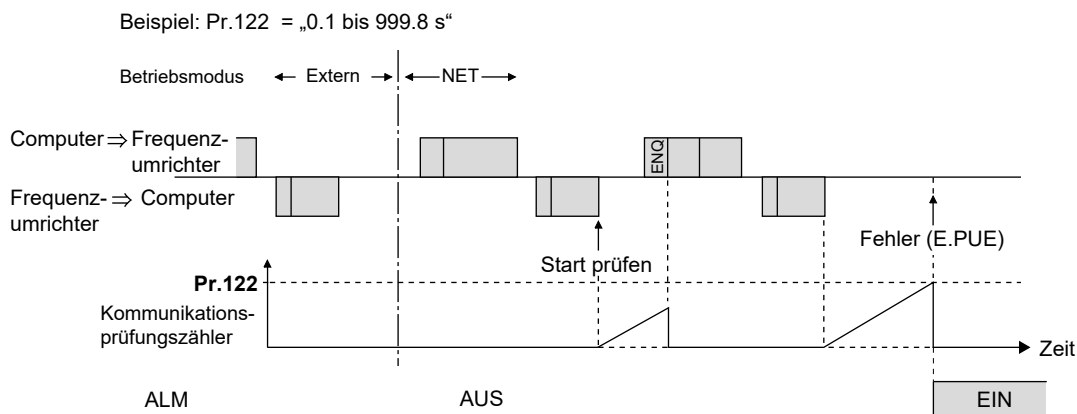 Beispiel: Pr.122 = „0.1 bis 999.8 s“
Betriebsmodus Extern NET
Computer ⇒ Frequenz-
umrichter
ENQ
Frequenz- ⇒ Computer
umrichter
Fehler (E.PUE)
Start prüfen
Pr.122
Kommunikations-
prüfungszähler
Zeit
ALM AUS EIN